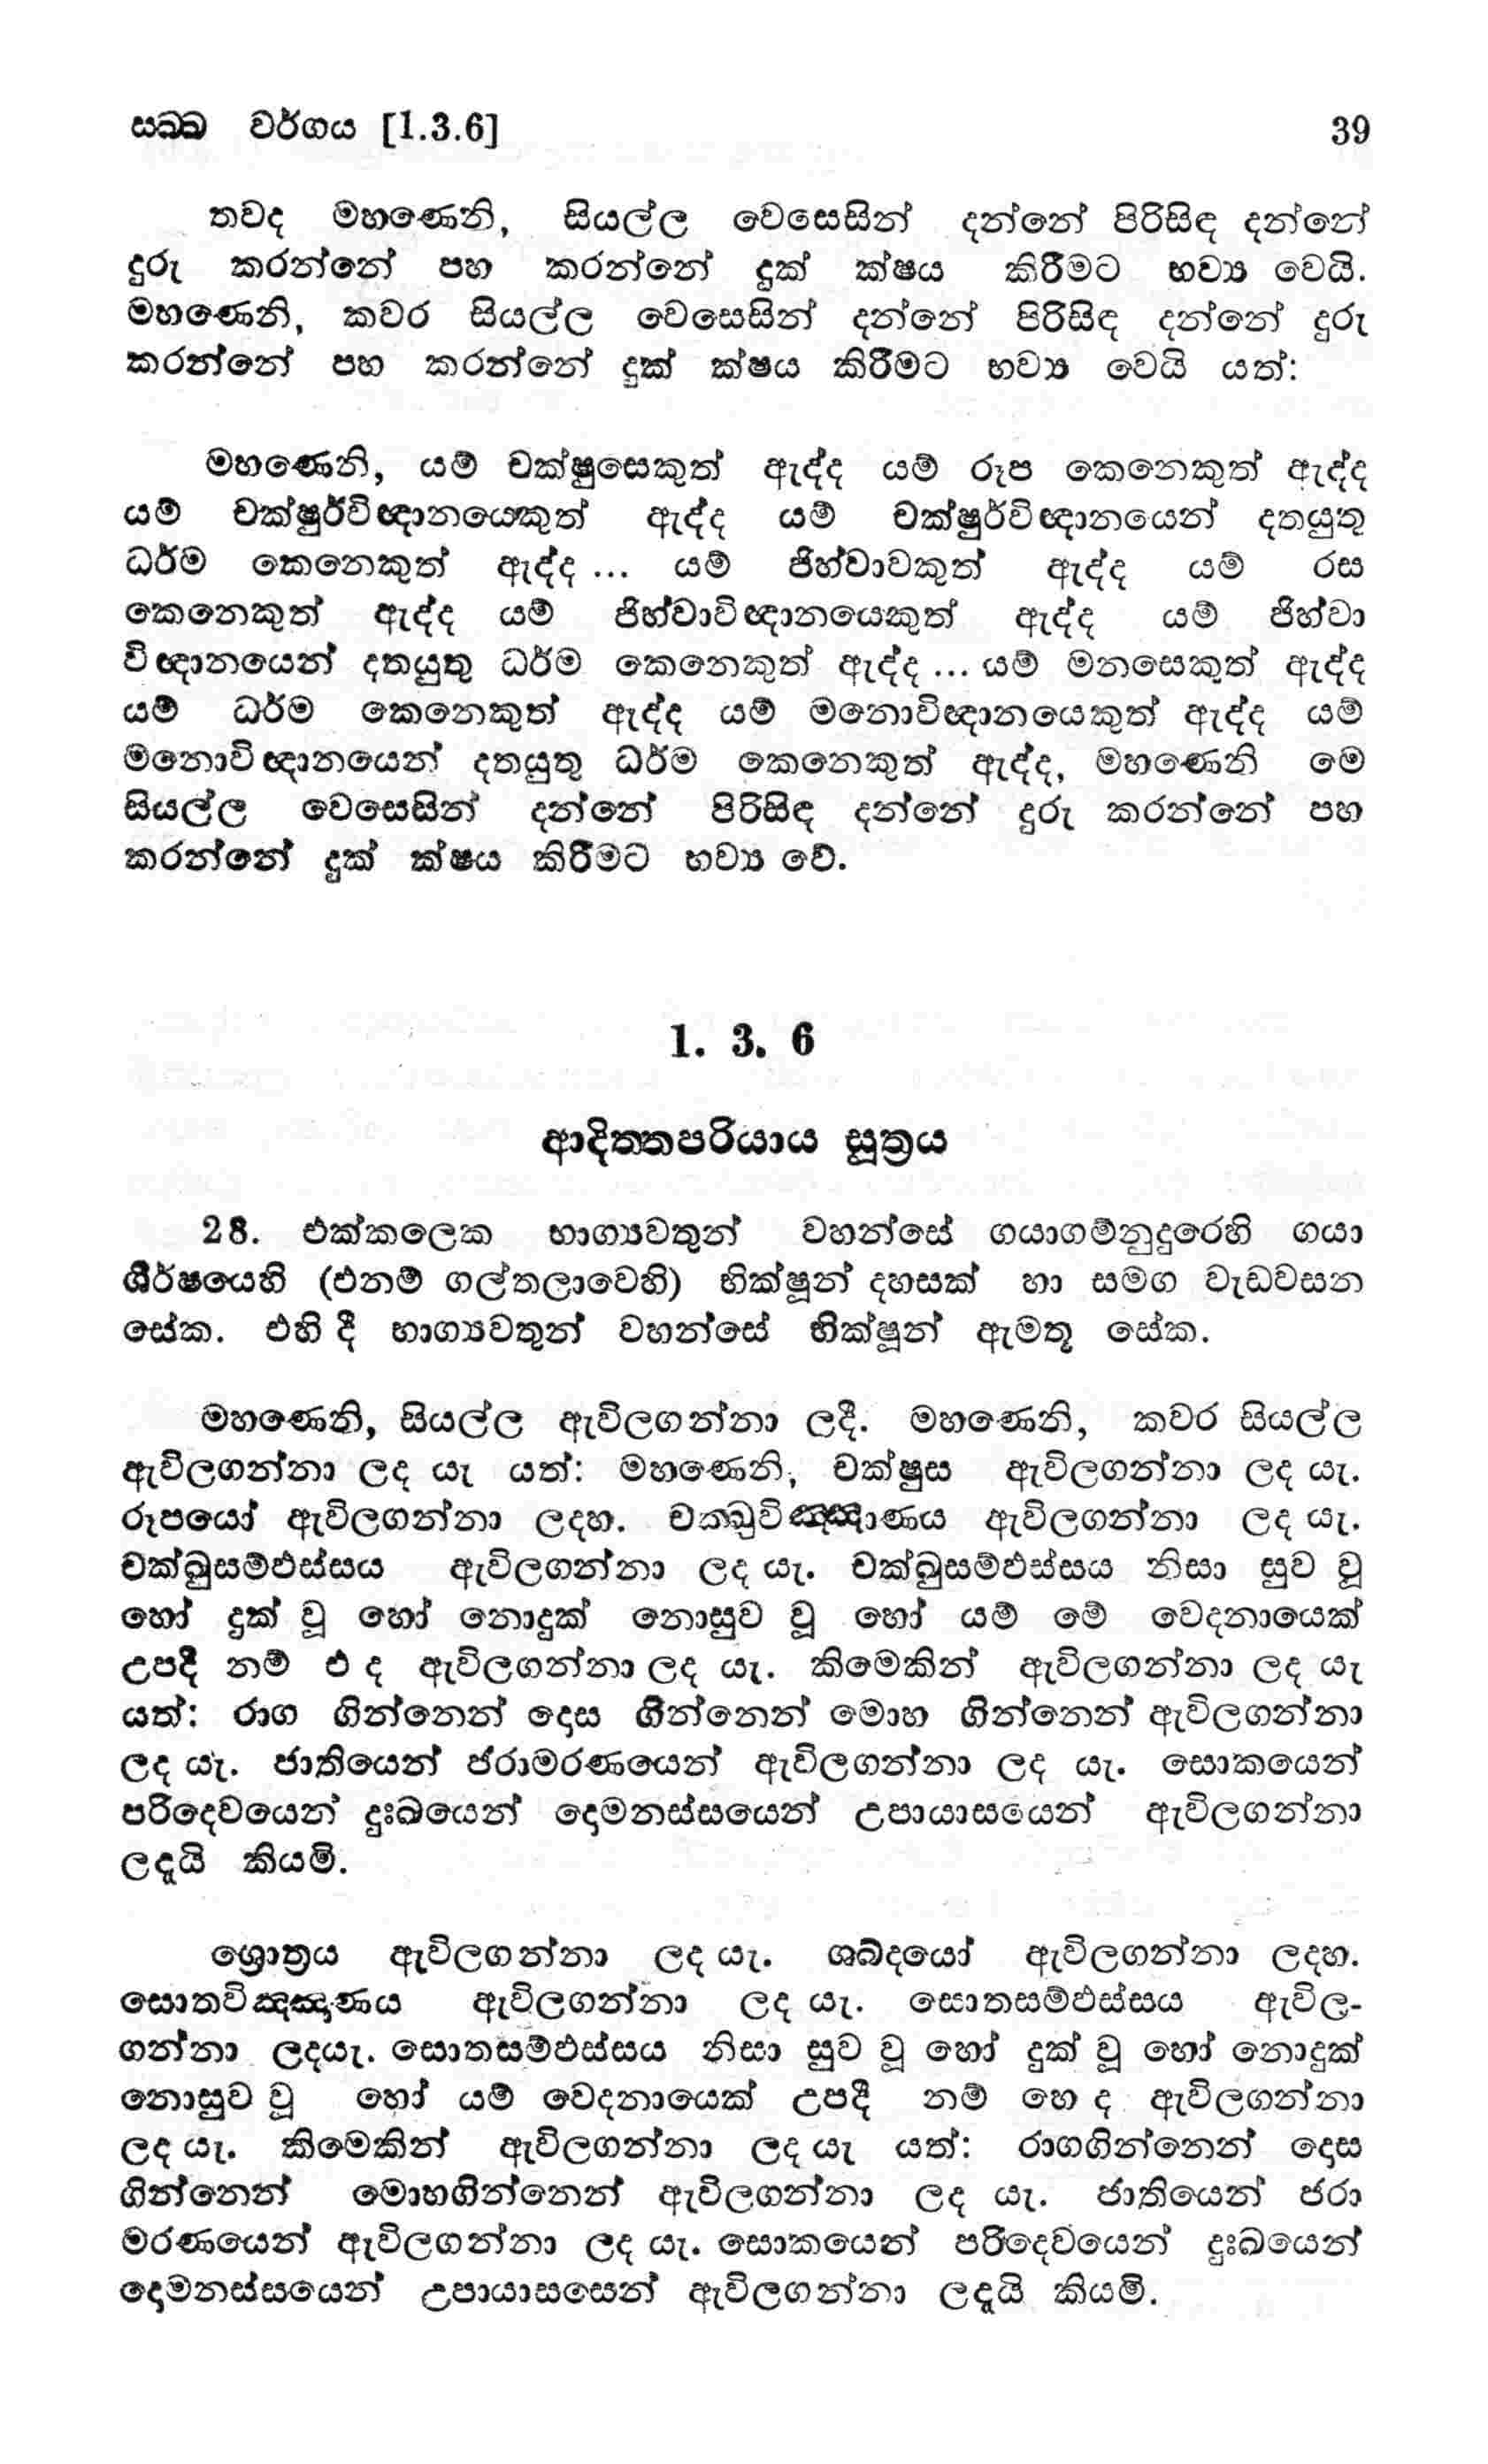 සබ්බ වර්ගය [1.3.6] 39
තවද මහණෙනි, සියල්ල වෙසෙසින් දන්නේ පිරිසිඳ දන්නේ
දුරු කරන්නේ පහ කරන්නේ දුක් ක්ෂය කිරීමට භව්‍ය වෙයි.
මහණෙනි, කවර සියල්ල වෙසෙසින් දන්නේ පිරිසිඳ දන්නේ දුරු
කරන්නේ පහ කරන්නේ දුක් ක්ෂය කිරීමට භව්‍ය වෙයි යත්:
මහණෙනි, යම් චක්ෂුසෙකුත් ඇද්ද යම් රූප කෙනෙකුත් ඇද්ද
යම් චක්ෂුර්විඥානයෙකුත් ඇද්ද යම් චක්ෂුර්විඥානයෙන් දතයුතු
ධර්ම කෙනෙකුත් ඇද්ද ... යම් ජිහ්වාවකුත් ඇද්ද යම් රස
කෙනෙකුත් ඇද්ද යම් ජිහ්වාවිඥානයෙකුත් ඇද්ද යම් ජිහ්වා
විඥානයෙන් දතයුතු ධර්ම කෙනෙකුත් ඇද්ද ... යම් මනසෙකුත් ඇද්ද
යම් ධර්ම කෙනෙකුත් ඇද්ද යම් මනොවිඥානයෙකුත් ඇද්ද යම්
මනොවිඥානයෙන් දතයුතු ධර්ම කෙනෙකුත් ඇද්ද, මහණෙනි මෙ
සියල්ල වෙසෙසින් දන්නේ පිරිසිඳ දන්නේ දුරු කරන්නේ පහ
කරන්නේ දුක් ක්ෂය කිරීමට භව්‍ය වේ.
1. 3. 6
ආදිත්තපරියාය සූත්‍රය
28. එක්කලෙක භාග්‍යවතුන් වහන්සේ ගයාගම්නුදුරෙහි ගයා
ශීර්ෂයෙහි (එනම් ගල්තලාවෙහි) භික්ෂූන් දහසක් හා සමග වැඩවසන
සේක. එහි දී භාග්‍යවතුන් වහන්සේ භික්ෂූන් ඇමතූ සේක.
මහණෙනි, සියල්ල ඇවිලගන්නා ලදී. මහණෙනි, කවර සියල්ල
ඇවිලගන්නා ලද යැ යත්: මහණෙනි, චක්ෂුස ඇවිලගන්නා ලද යැ.
රූපයෝ ඇවිලගන්නා ලදහ. චක්ඛුවිඤ්ඤාණය ඇවිලගන්නා ලද යැ.
චක්ඛුසම්ඵස්සය ඇවිලගන්නා ලද යැ. චක්ඛුසම්ඵස්සය නිසා සුව වූ
හෝ දුක් වූ හෝ නොදුක් නොසුව වූ හෝ යම් මේ වෙදනායෙක්
උපදී නම් එ ද ඇවිලගන්නා ලද යැ. කිමෙකින් ඇවිලගන්නා ලද යැ
යත්: රාග ගින්නෙන් දොස ගින්නෙන් මොහ ගින්නෙන් ඇවිලගන්නා
ලද යැ. ජාතියෙන් ජරාමරණයෙන් ඇවිලගන්නා ලද යැ. සොකයෙන්
පරිදෙවයෙන් දුඃඛයෙන් දොමනස්සයෙන් උපායාසයෙන් ඇවිලගන්නා
ලදැයි කියමි.
ශ්‍රොත්‍රය ඇවිලගන්නා ලද යැ. ශබ්දයෝ ඇවිලගන්නා ලදහ.
සොතවිඤ්ඤාණය ඇවිලගන්නා ලද යැ. සොතසම්ඵස්සය ඇවිල-
ගන්නා ලදයැ. සොතසම්ඵස්සය නිසා සුව වූ හෝ දුක් වූ හෝ නොදුක්
නොසුව වූ හෝ යම් වෙදනායෙක් උපදී නම් හෙ ද ඇවිලගන්නා
ලද යැ. කිමෙකින් ඇවිලගන්නා ලද යැ යත්: රාගගින්නෙන් දොස
ගින්නෙන් මොහගින්නෙන් ඇවිලගන්නා ලද යැ. ජාතියෙන් ජරා
මරණයෙන් ඇවිලගන්නා ලද යැ. සොකයෙන් පරිදෙවයෙන් දුඃඛයෙන්
දොමනස්සයෙන් උපායාසසෙන් ඇවිලගන්නා ලදැයි කියමි.